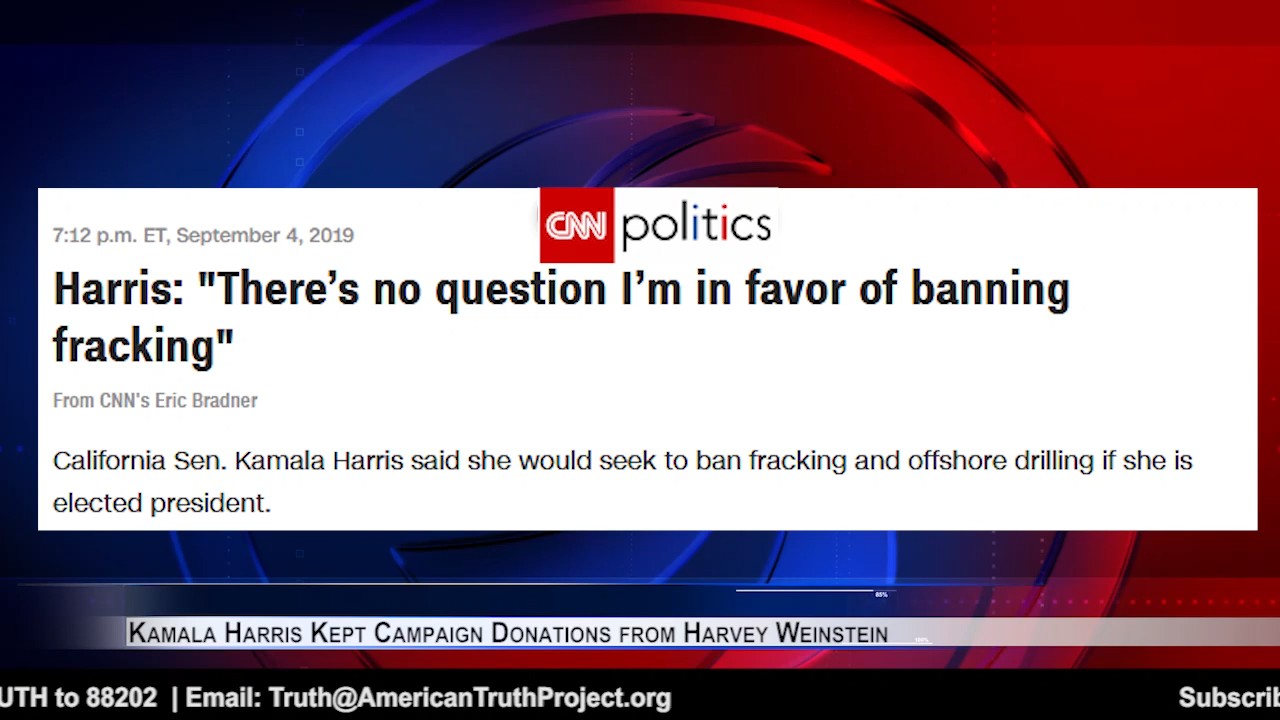 CNN politics
7:12 p.m. ET, September 4, 2019
Harris: "There’s no question I’m in favor of banning
fracking"
From CNN's Eric Bradner
California Sen. Kamala Harris said she would seek to ban fracking and offshore drilling if she is
elected president.
85%
KAMALA HARRIS KEPT CAMPAIGN DONATIONS FROM HARVEY WEINSTEIN
100%
UTH to 88202 | Email: Truth@AmericanTruthProject.org Subscrib